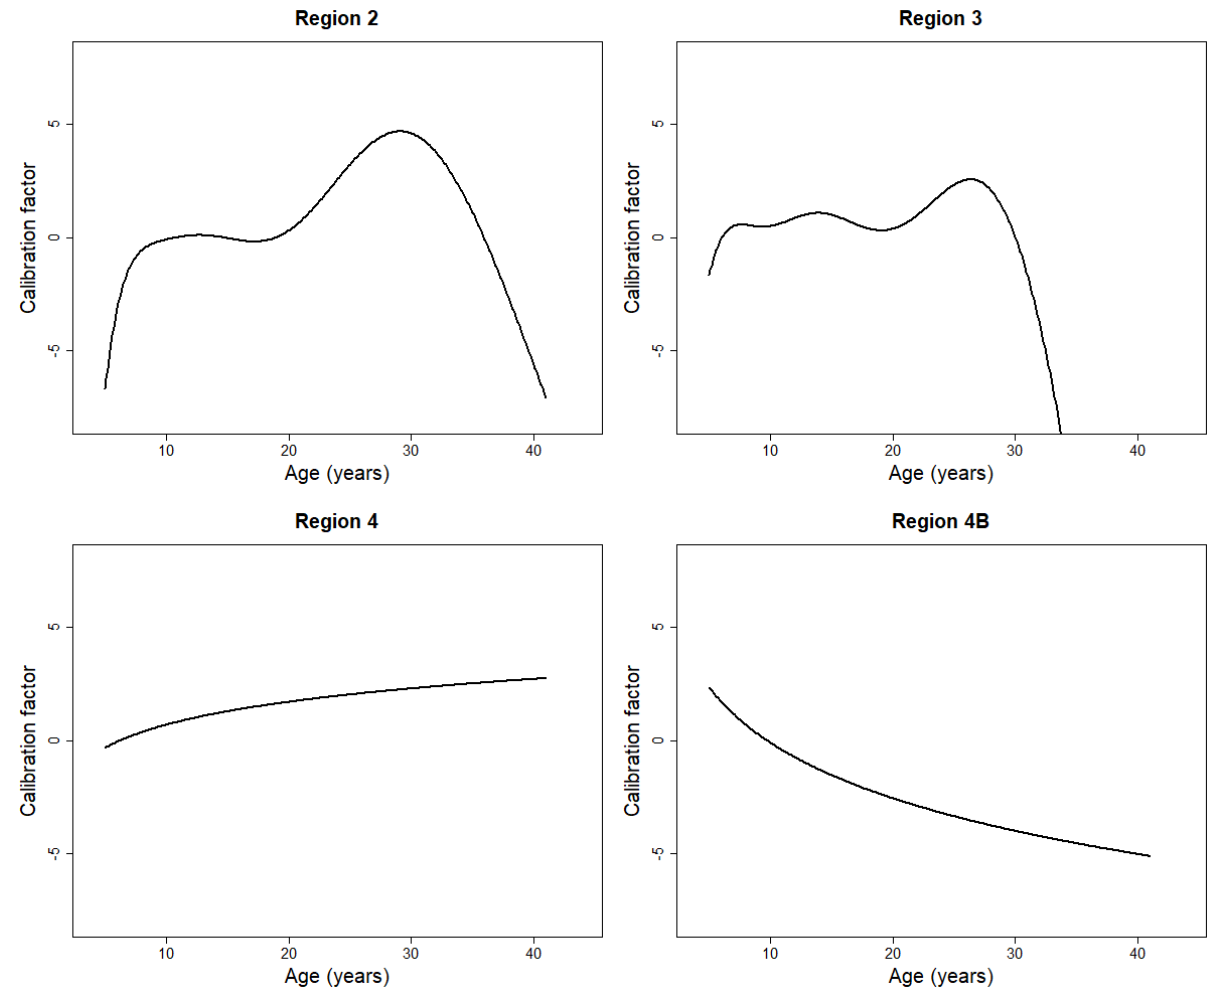 Region 2
Calibration factor
5
0
-5
10 20 30 40
Age (years)
Region 3
Calibration factor
5
0
-5
10 20 30 40
Age (years)
Region 4
Calibration factor
5
0
-5
10 20 30 40
Age (years)
Region 4B
Calibration factor
5
0
-5
10 20 30 40
Age (years)